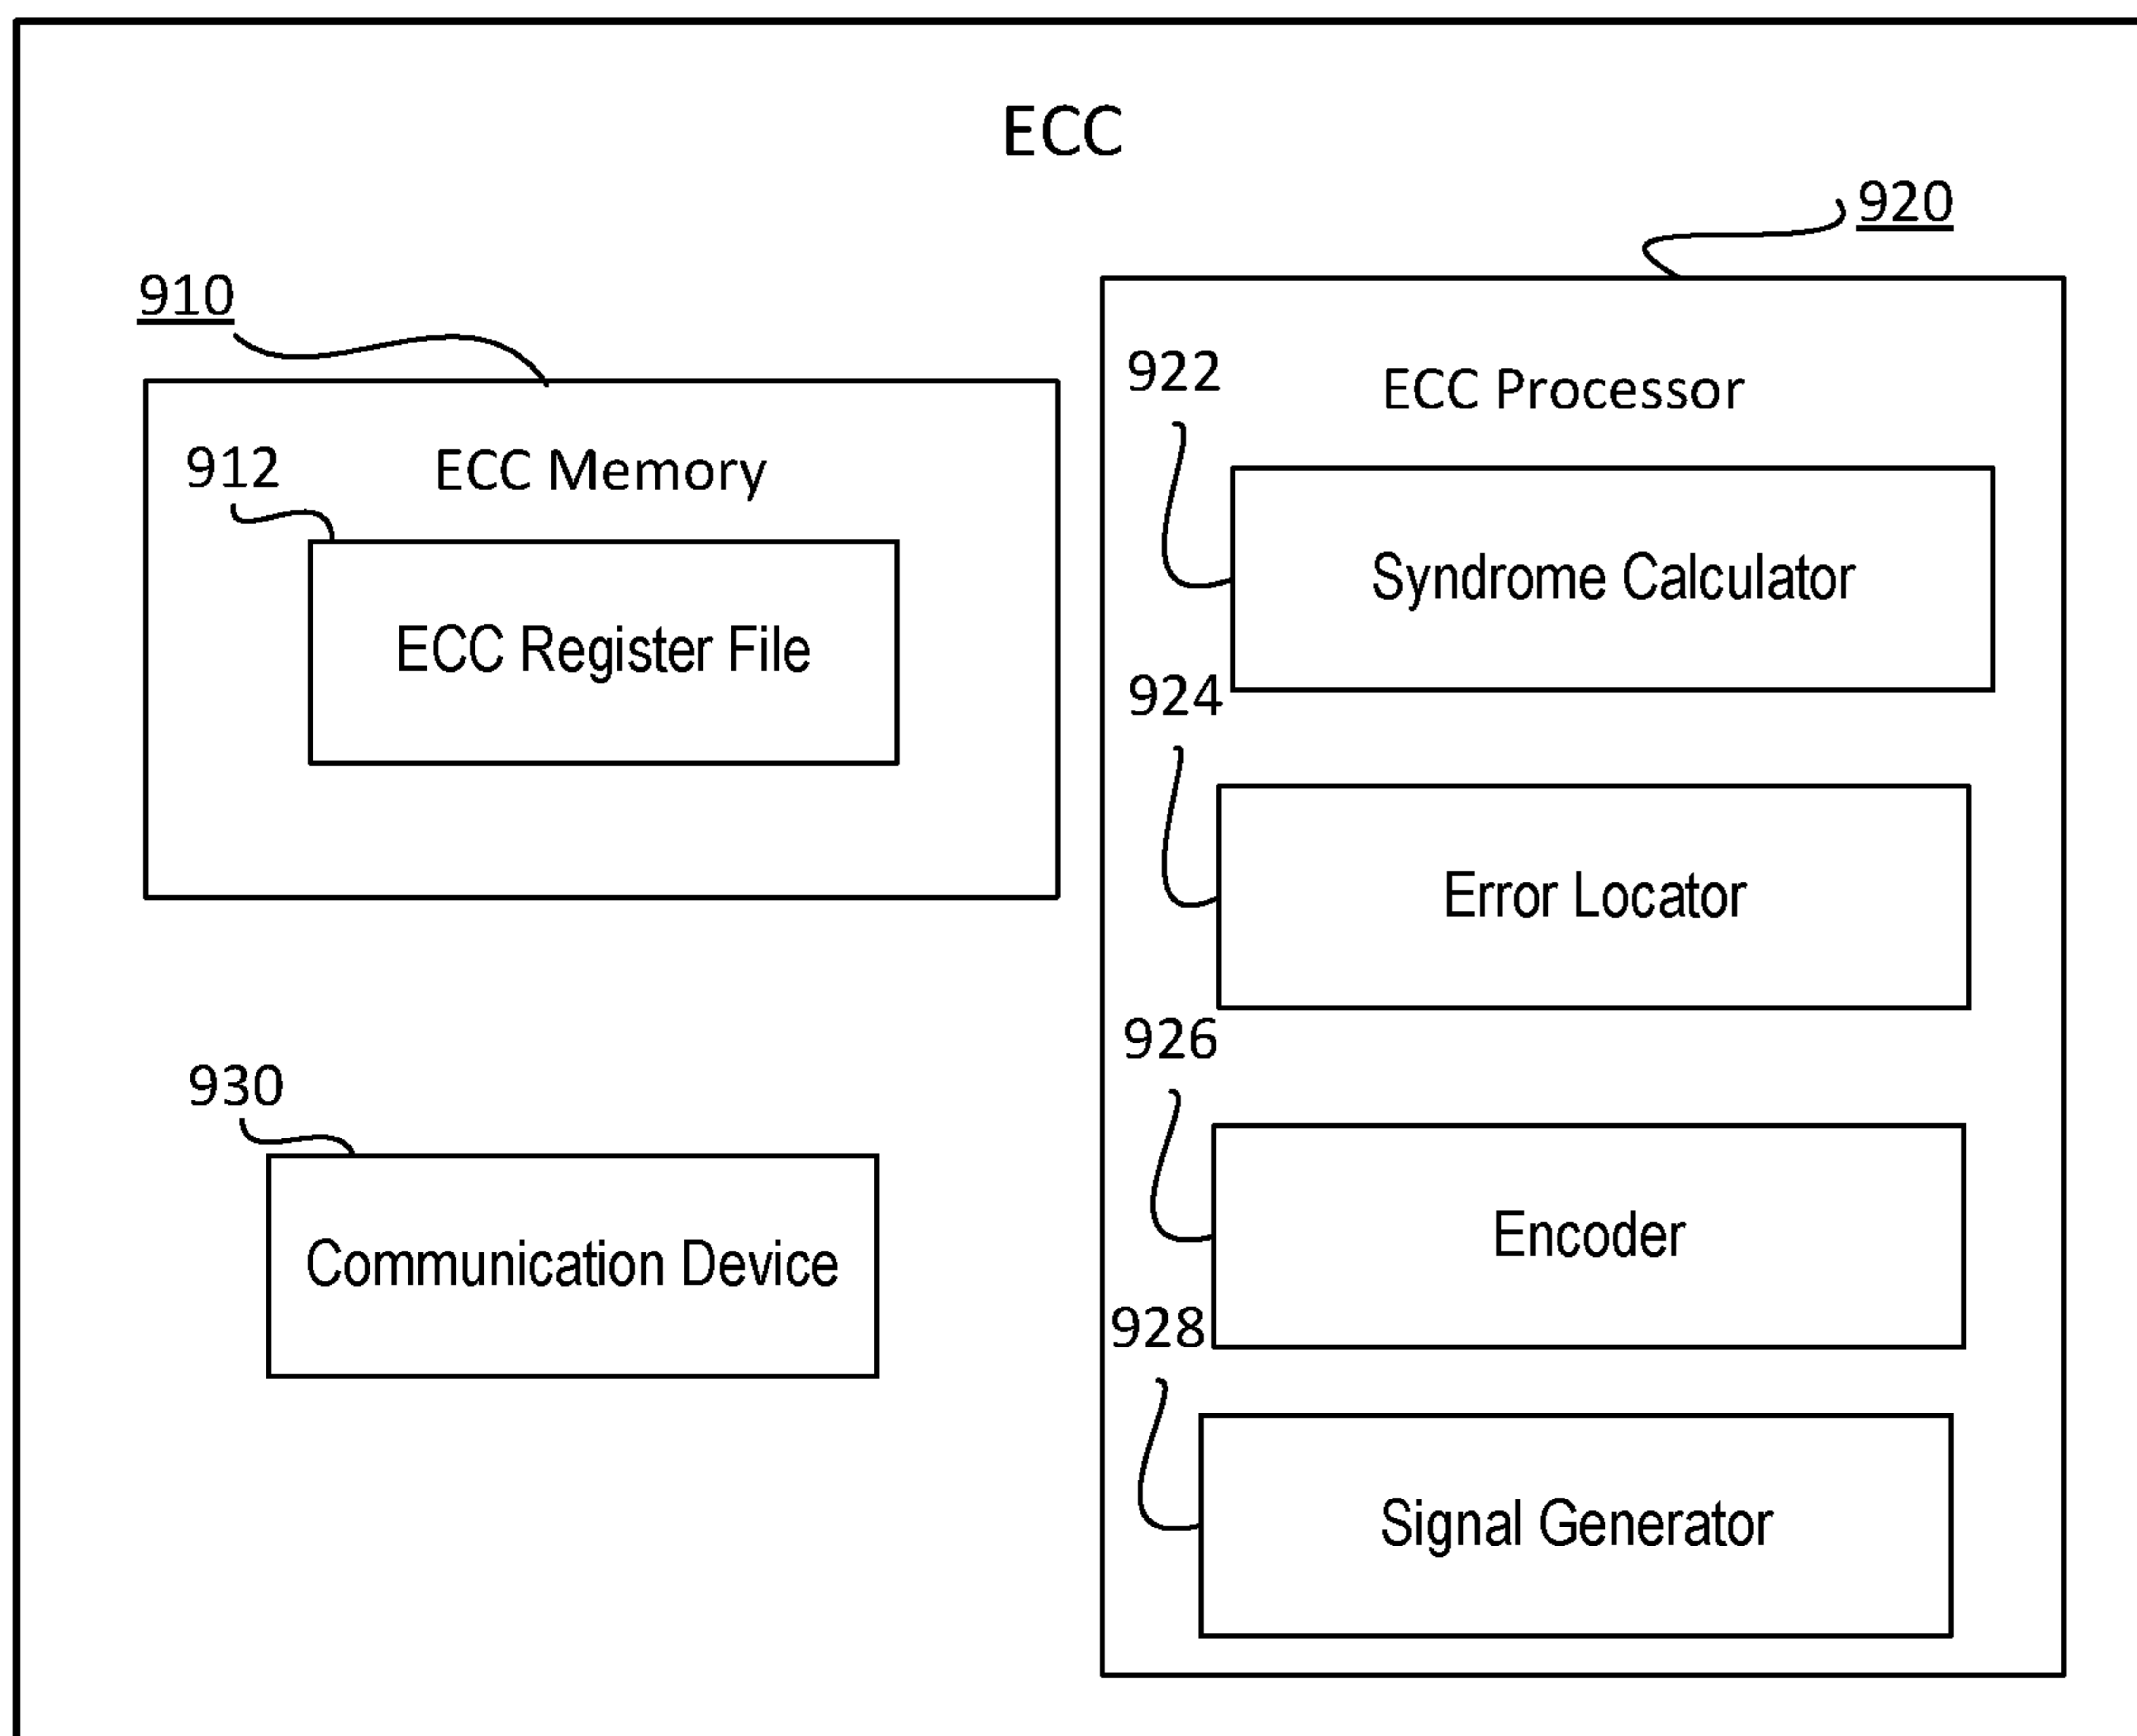 ECC
920
910
922
ECC Processor
912
ECC Memory
Syndrome Calculator
ECC Register File
924
Error Locator
926
930
Encoder
Communication Device
928
Signal Generator